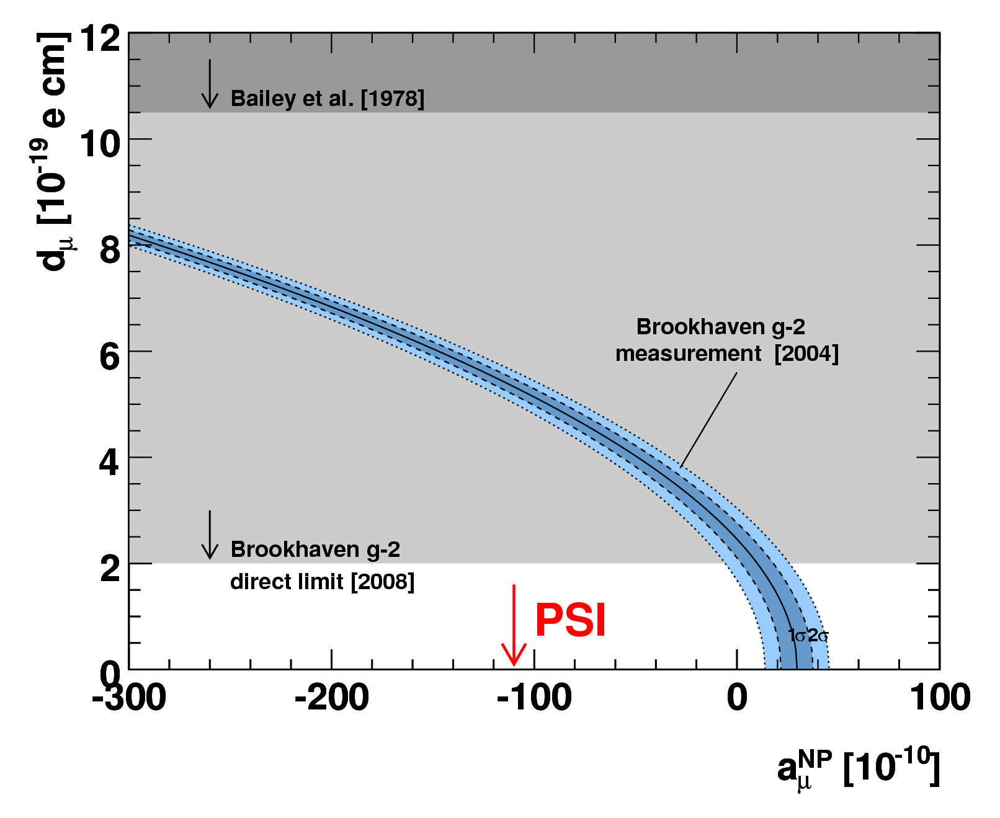 12
10
8
6
4
2
0
d_μ [10^-19 e cm]
Bailey et al. [1978]
Brookhaven g-2
measurement [2004]
Brookhaven g-2
direct limit [2008]
PSI
1σ 2σ
-300 -200 -100 0 100
a_μ^NP [10^-10]